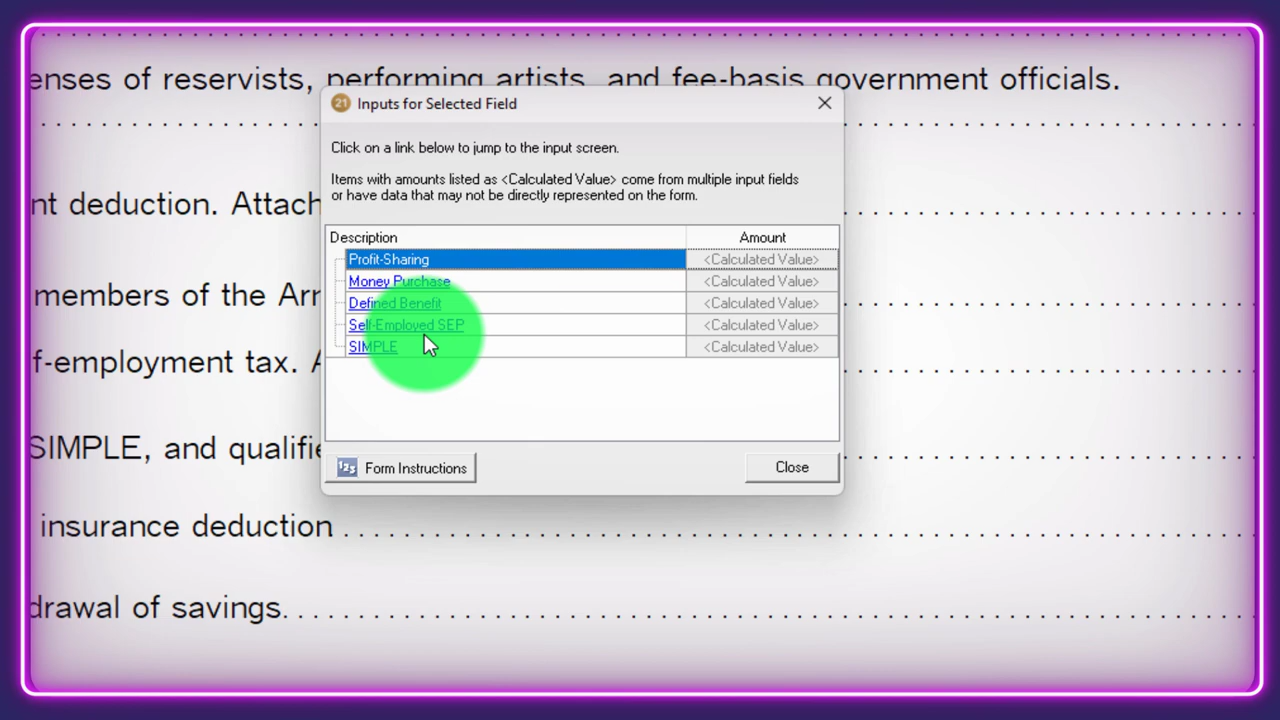 enses of reservists, performing artists, and fee-basis government officials.
21 Inputs for Selected Field
Click on a link below to jump to the input screen.
Items with amounts listed as <Calculated Value> come from multiple input fields
or have data that may not be directly represented on the form.
nt deduction. Attach
Description Amount
Profit-Sharing <Calculated Value>
Money Purchase <Calculated Value>
Defined Benefit <Calculated Value>
Self-Employed SEP <Calculated Value>
SIMPLE <Calculated Value>
members of the Arm
f-employment tax. A
SIMPLE, and qualifie
123 Form Instructions Close
insurance deduction
drawal of savings.